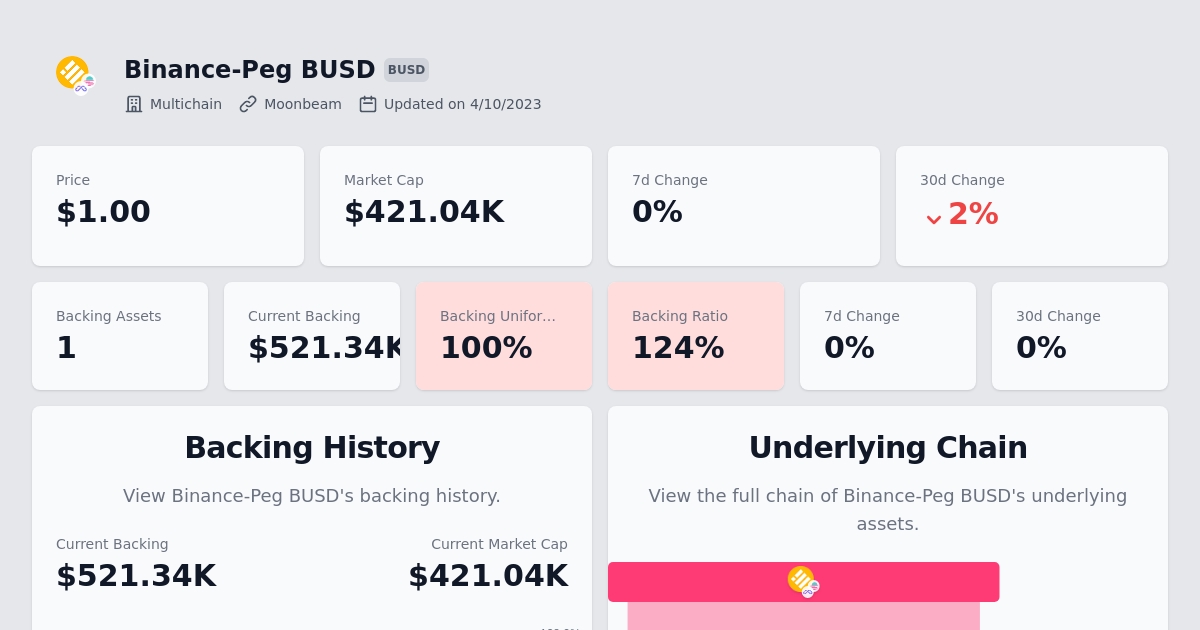 Binance-Peg BUSD BUSD
Multichain Moonbeam Updated on 4/10/2023
Price Market Cap 7d Change 30d Change
$1.00 $421.04K 0% 2%
Backing Assets Current Backing Backing Unifor... Backing Ratio 7d Change 30d Change
1 $521.34K 100% 124% 0% 0%
Backing History
View Binance-Peg BUSD's backing history.
Current Backing Current Market Cap
$521.34K $421.04K
Underlying Chain
View the full chain of Binance-Peg BUSD's underlying
assets.